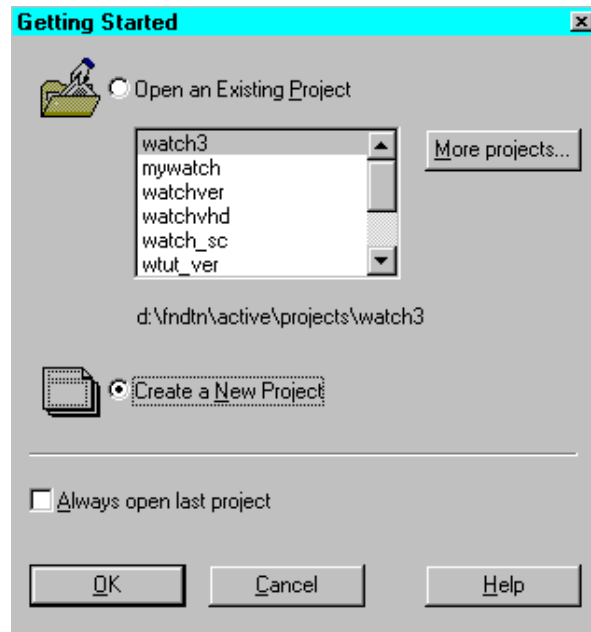 Getting Started
Open an Existing Project
watch3
mywatch
watchver
watchvhd
watch_sc
wtut_ver
More projects...
d:\fndtn\active\projects\watch3
Create a New Project
Always open last project
OK
Cancel
Help